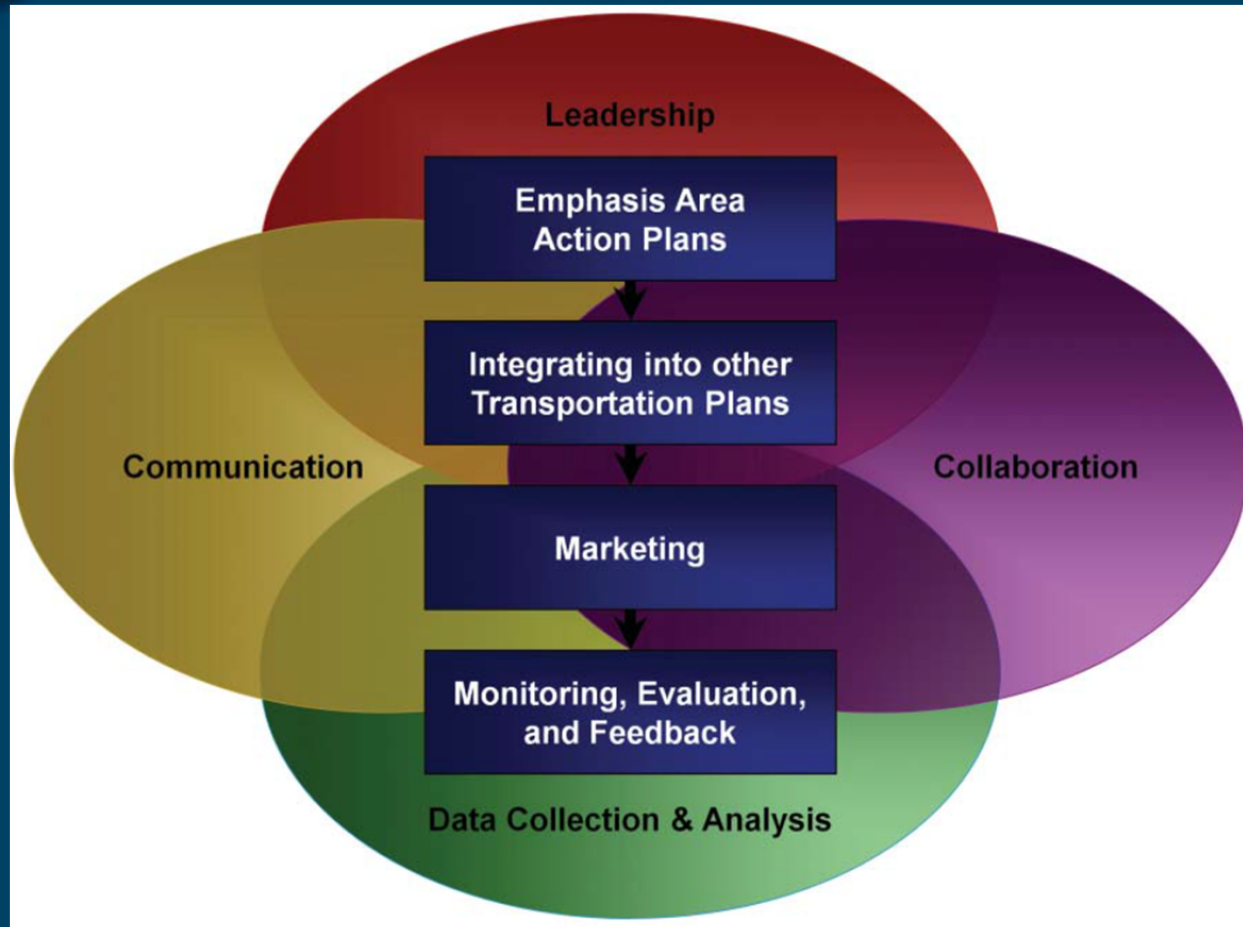 Leadership
Emphasis Area
Action Plans
Integrating into other
Transportation Plans
Communication
Collaboration
Marketing
Monitoring, Evaluation,
and Feedback
Data Collection & Analysis